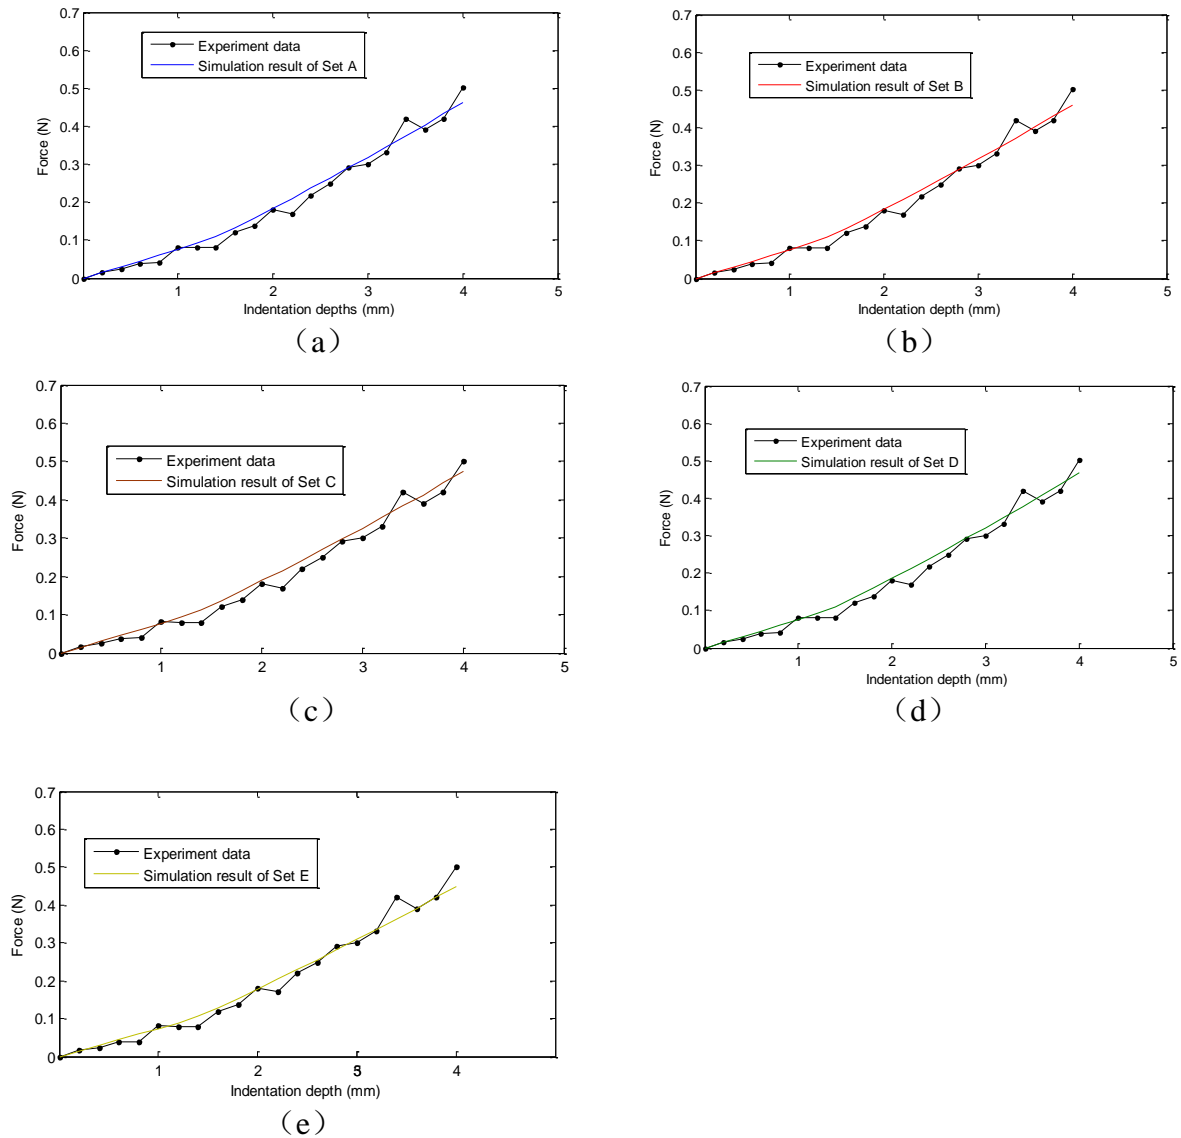 0.7
0.6
0.5
0.4
0.3
0.2
0.1
0
Force (N)
Experiment data
Simulation result of Set A
1 2 3 4 5
Indentation depths (mm)
（a）
0.7
0.6
0.5
0.4
0.3
0.2
0.1
0
Force (N)
Experiment data
Simulation result of Set B
1 2 3 4 5
Indentation depth (mm)
（b）
0.7
0.6
0.5
0.4
0.3
0.2
0.1
0
Force (N)
Experiment data
Simulation result of Set C
1 2 3 4 5
（c）
0.7
0.6
0.5
0.4
0.3
0.2
0.1
0
Force (N)
Experiment data
Simulation result of Set D
1 2 3 4 5
Indentation depth (mm)
（d）
0.7
0.6
0.5
0.4
0.3
0.2
0.1
0
Force (N)
Experiment data
Simulation result of Set E
1 2 4
Indentation depth (mm)
（e）